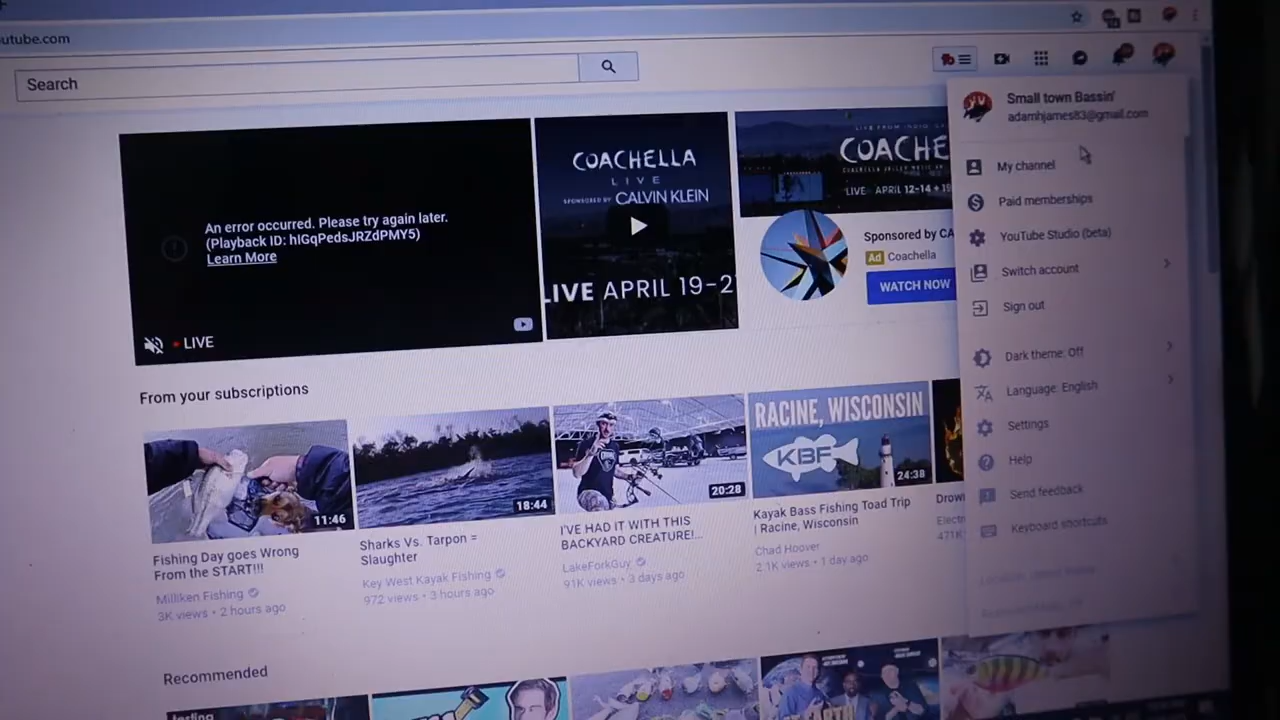 utube.com
Search
Small town Bassin'
adamhjames83@gmail.com
My channel
Paid memberships
YouTube Studio (beta)
Switch account
Sign out
Dark theme: Off
Language: English
Settings
Help
Send feedback
Keyboard shortcuts
An error occurred. Please try again later.
(Playback ID: hIGqPedsJRZdPMY5)
Learn More
LIVE
COACHELLA
LIVE
SPONSORED BY CALVIN KLEIN
LIVE APRIL 19-2
COACHE
LIVE APRIL 12-14 + 19
Sponsored by CA
Ad Coachella
WATCH NOW
From your subscriptions
11:46
Fishing Day goes Wrong
From the START!!!
Milliken Fishing
3K views • 2 hours ago
18:44
Sharks Vs. Tarpon =
Slaughter
Key West Kayak Fishing
972 views • 3 hours ago
20:28
I'VE HAD IT WITH THIS
BACKYARD CREATURE!...
LakeForkGuy
91K views • 3 days ago
RACINE, WISCONSIN
KBF
24:38
Kayak Bass Fishing Toad Trip
| Racine, Wisconsin
Chad Hoover
2.1K views • 1 day ago
Drow
Electr
471K
Recommended